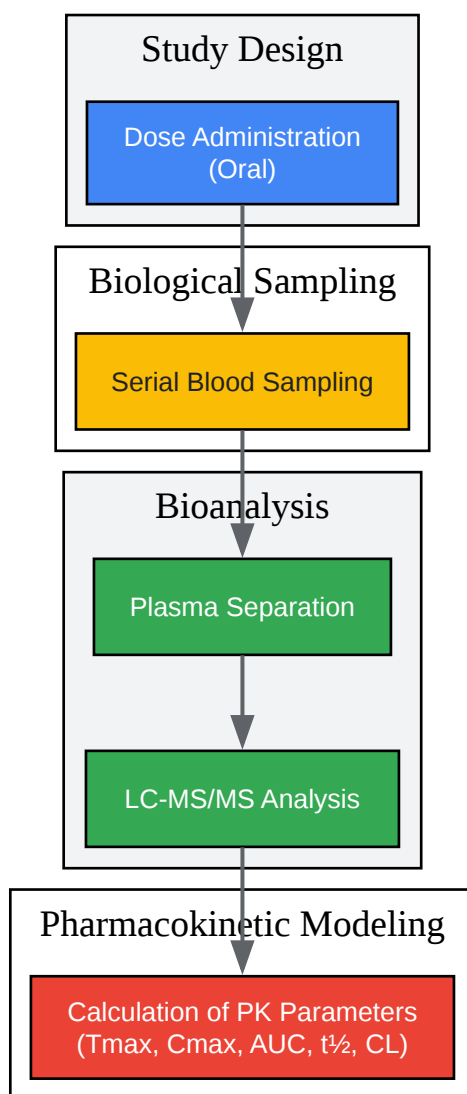 Study Design
Dose Administration
(Oral)
Biological Sampling
Serial Blood Sampling
Bioanalysis
Plasma Separation
LC-MS/MS Analysis
Pharmacokinetic Modeling
Calculation of PK Parameters
(Tmax, Cmax, AUC, t½, CL)